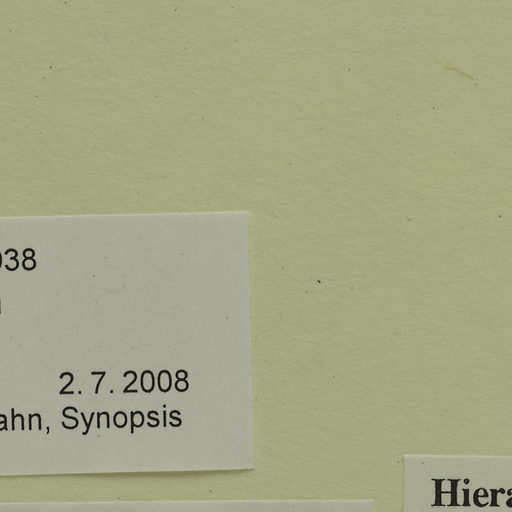 038
2. 7. 2008
ahn, Synopsis
Hiera